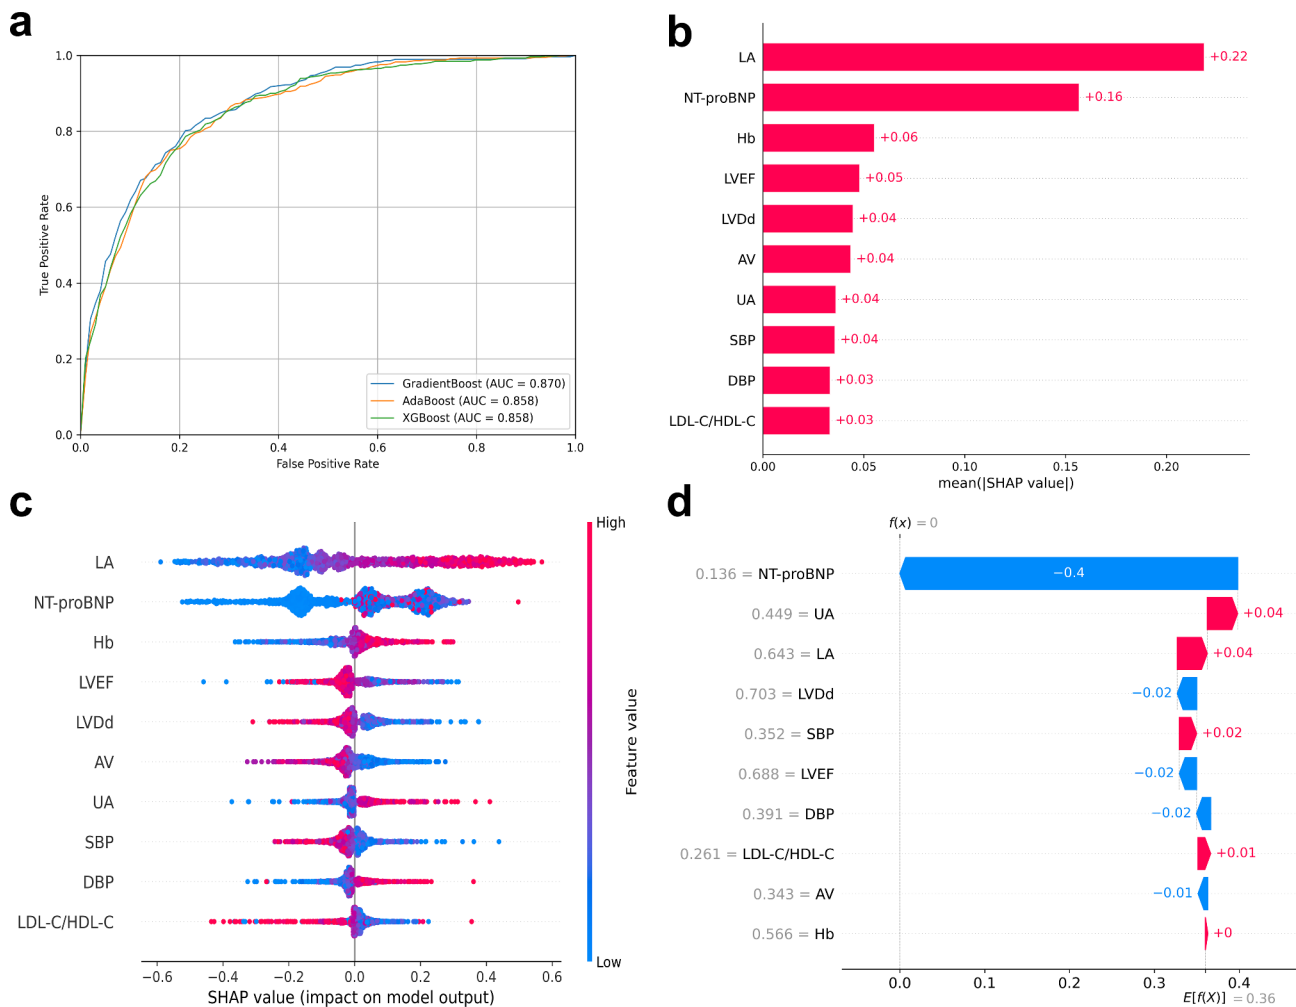 a
1.0
0.8
0.6
0.4
0.2
0.0
True Positive Rate
0.0 0.2 0.4 0.6 0.8 1.0
False Positive Rate
GradientBoost (AUC = 0.870)
AdaBoost (AUC = 0.858)
XGBoost (AUC = 0.858)
b
LA +0.22
NT-proBNP +0.16
Hb +0.06
LVEF +0.05
LVDd +0.04
AV +0.04
UA +0.04
SBP +0.04
DBP +0.03
LDL-C/HDL-C +0.03
0.00 0.05 0.10 0.15 0.20
mean(|SHAP value|)
c
High
LA
NT-proBNP
Hb
LVEF
LVDd
AV
UA
SBP
DBP
LDL-C/HDL-C
Low
Feature value
−0.6 −0.4 −0.2 0.0 0.2 0.4 0.6
SHAP value (impact on model output)
d
f(x) = 0
0.136 = NT-proBNP −0.4
0.449 = UA +0.04
0.643 = LA +0.04
0.703 = LVDd −0.02
0.352 = SBP +0.02
0.688 = LVEF −0.02
0.391 = DBP −0.02
0.261 = LDL-C/HDL-C +0.01
0.343 = AV −0.01
0.566 = Hb +0
0.0 0.1 0.2 0.3 0.4
E[f(X)] = 0.36